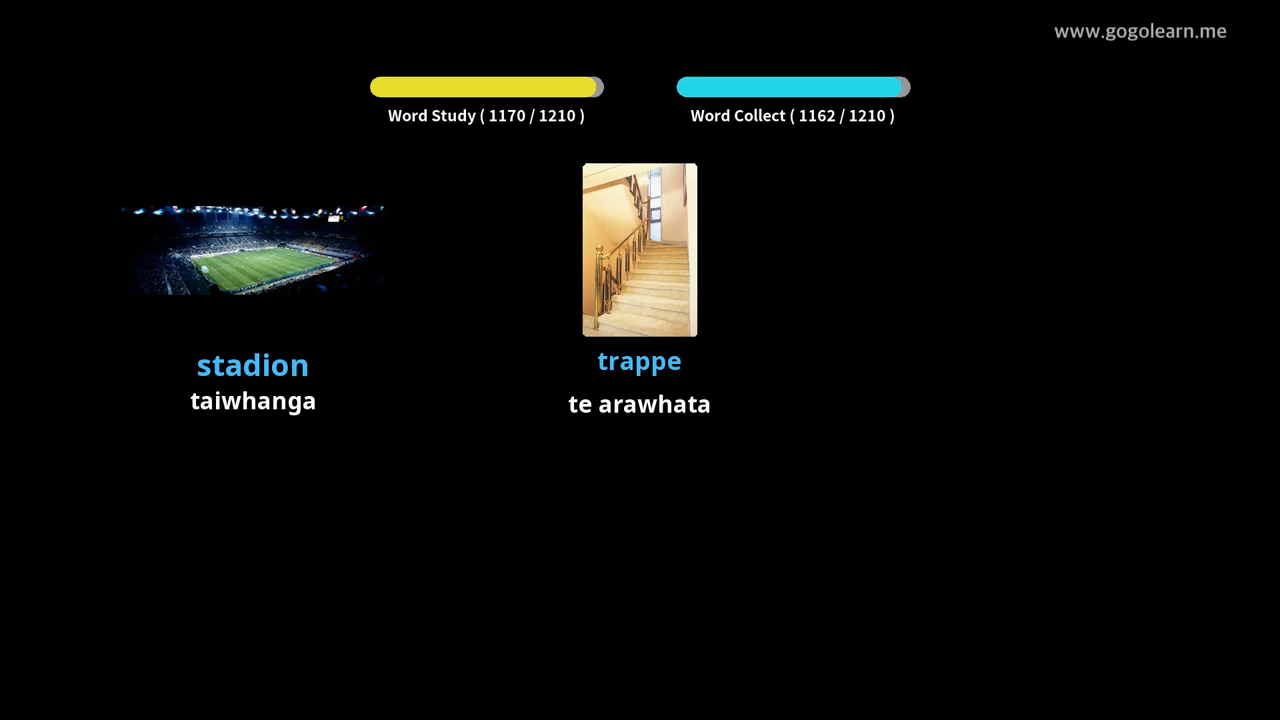 www.gogolearn.me
Word Study ( 1170 / 1210 )
Word Collect ( 1162 / 1210 )
stadion
taiwhanga
trappe
te arawhata